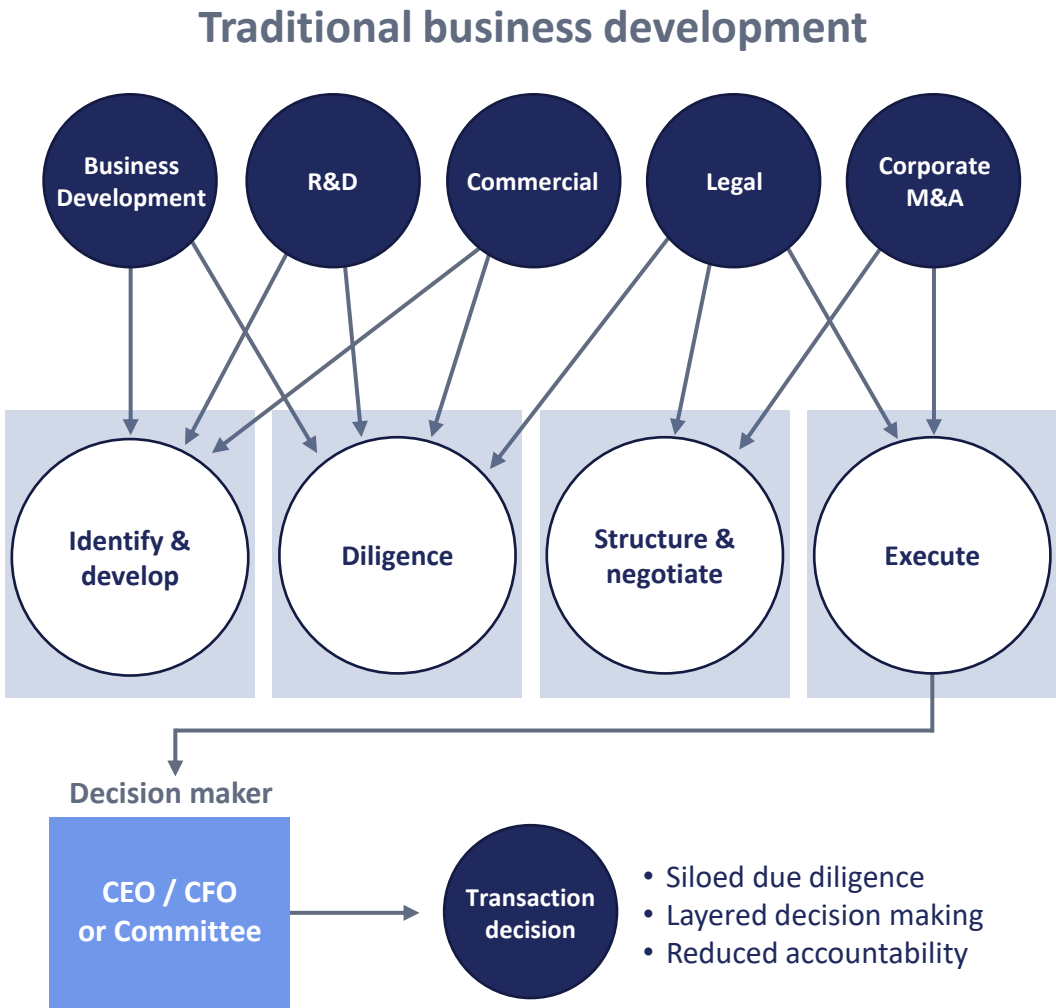 Traditional business development
Business
Development
R&D
Commercial
Legal
Corporate
M&A
Identify &
develop
Diligence
Structure &
negotiate
Execute
Decision maker
CEO / CFO
or Committee
Transaction
decision
• Siloed due diligence
• Layered decision making
• Reduced accountability